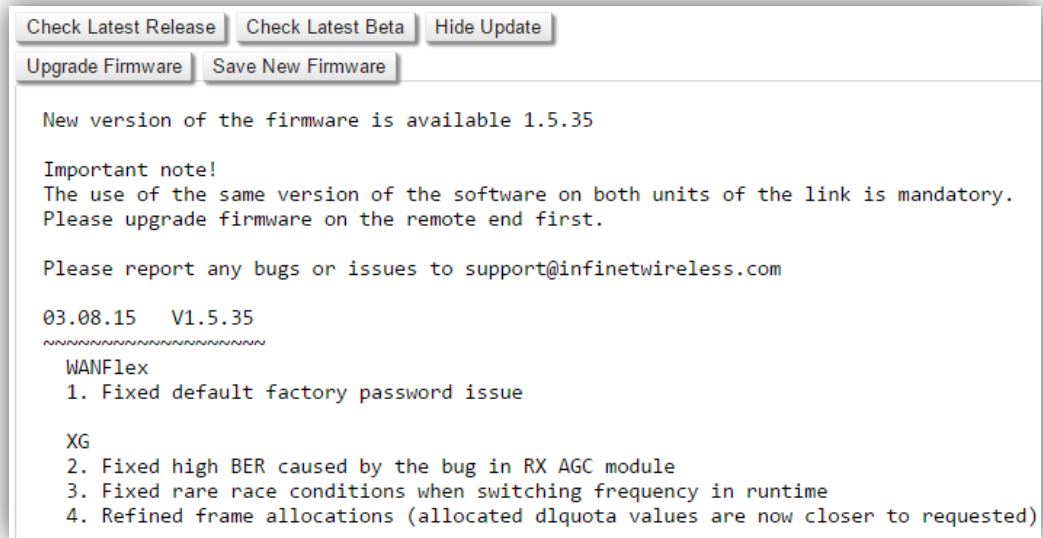 Check Latest Release Check Latest Beta Hide Update
Upgrade Firmware Save New Firmware
New version of the firmware is available 1.5.35
Important note!
The use of the same version of the software on both units of the link is mandatory.
Please upgrade firmware on the remote end first.
Please report any bugs or issues to support@infinetwireless.com
03.08.15 V1.5.35
~~~~~~~~~~~~~~~~~~~
WANFlex
1. Fixed default factory password issue
XG
2. Fixed high BER caused by the bug in RX AGC module
3. Fixed rare race conditions when switching frequency in runtime
4. Refined frame allocations (allocated dlquota values are now closer to requested)